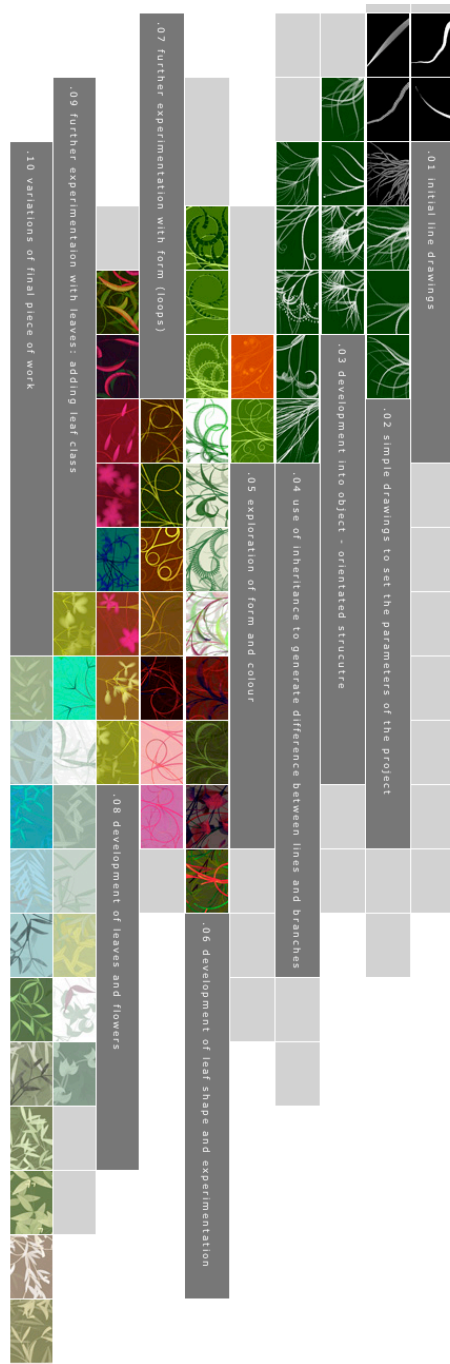 .01 initial line drawings
.02 simple drawings to set the parameters of the project
.03 development into object - orientated strucutre
.04 use of inheritance to generate difference between lines and branches
.05 exploration of form and colour
.06 development of leaf shape and experimentation
.07 further experimentation with form (loops)
.08 development of leaves and flowers
.09 further experimentaion with leaves: adding leaf class
.10 variations of final piece of work